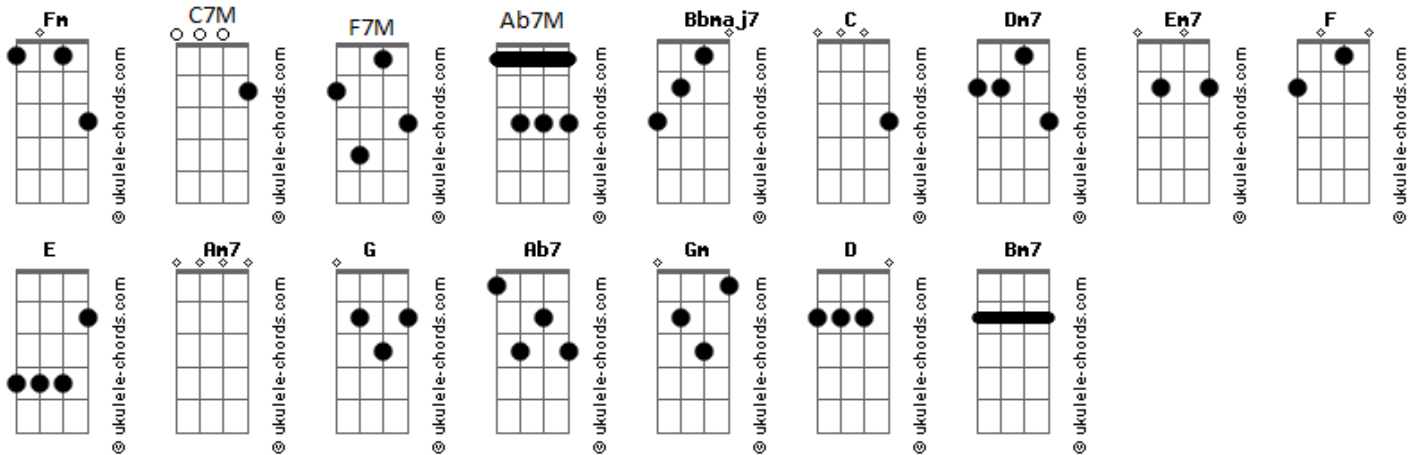 Fm C7M F7M Ab7M Bbmaj7 C Dm7 Em7 F
© ukulele-chords.com © ukulele-chords.com © ukulele-chords.com © ukulele-chords.com © ukulele-chords.com © ukulele-chords.com © ukulele-chords.com © ukulele-chords.com © ukulele-chords.com
E Am7 G Ab7 Gm D Bm7
© ukulele-chords.com © ukulele-chords.com © ukulele-chords.com © ukulele-chords.com © ukulele-chords.com © ukulele-chords.com © ukulele-chords.com